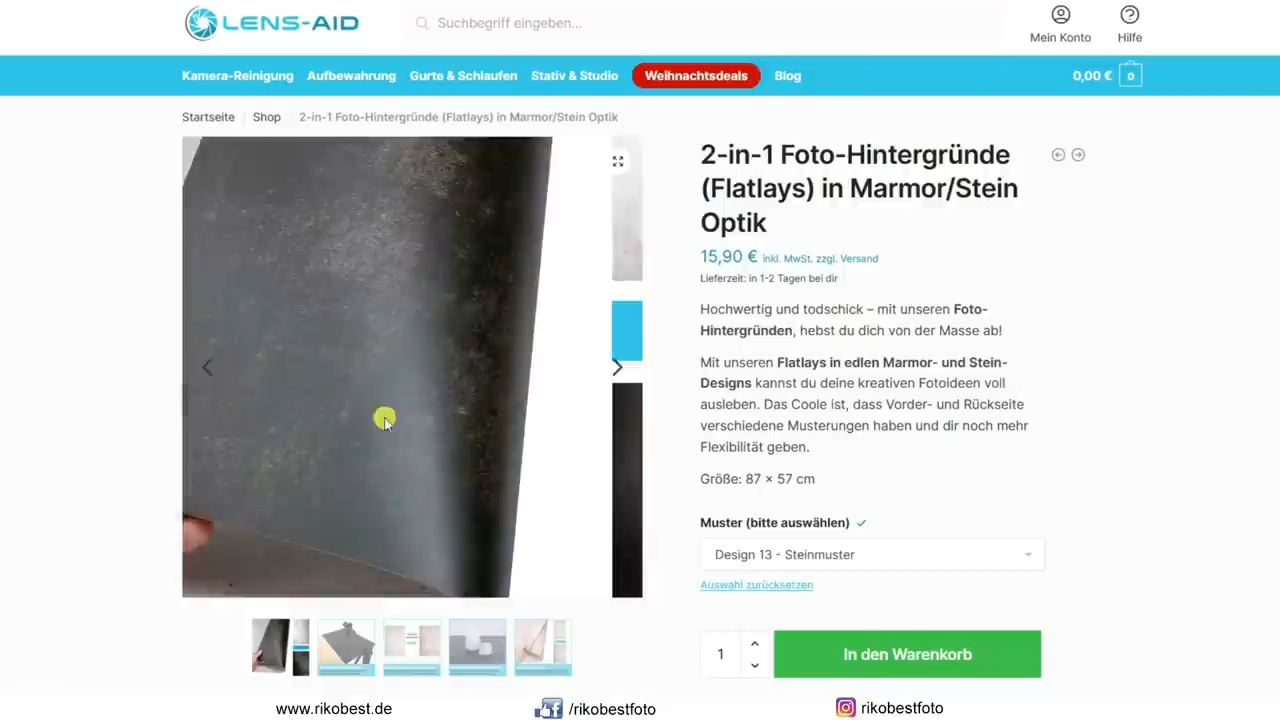 LENS-AID
Suchbegriff eingeben...
Mein Konto
Hilfe
Kamera-Reinigung
Aufbewahrung
Gurte & Schlaufen
Stativ & Studio
Weihnachtsdeals
Blog
0,00 €
0
Startseite / Shop / 2-in-1 Foto-Hintergründe (Flatlays) in Marmor/Stein Optik
2-in-1 Foto-Hintergründe
(Flatlays) in Marmor/Stein
Optik
15,90 € inkl. MwSt. zzgl. Versand
Lieferzeit: in 1-2 Tagen bei dir
Hochwertig und todschick – mit unseren Foto-
Hintergründen, hebst du dich von der Masse ab!
Mit unseren Flatlays in edlen Marmor- und Stein-
Designs kannst du deine kreativen Fotoideen voll
ausleben. Das Coole ist, dass Vorder- und Rückseite
verschiedene Musterungen haben und dir noch mehr
Flexibilität geben.
Größe: 87 × 57 cm
Muster (bitte auswählen)
Design 13 - Steinmuster
Auswahl zurücksetzen
1
In den Warenkorb
www.rikobest.de
/rikobestfoto
rikobestfoto